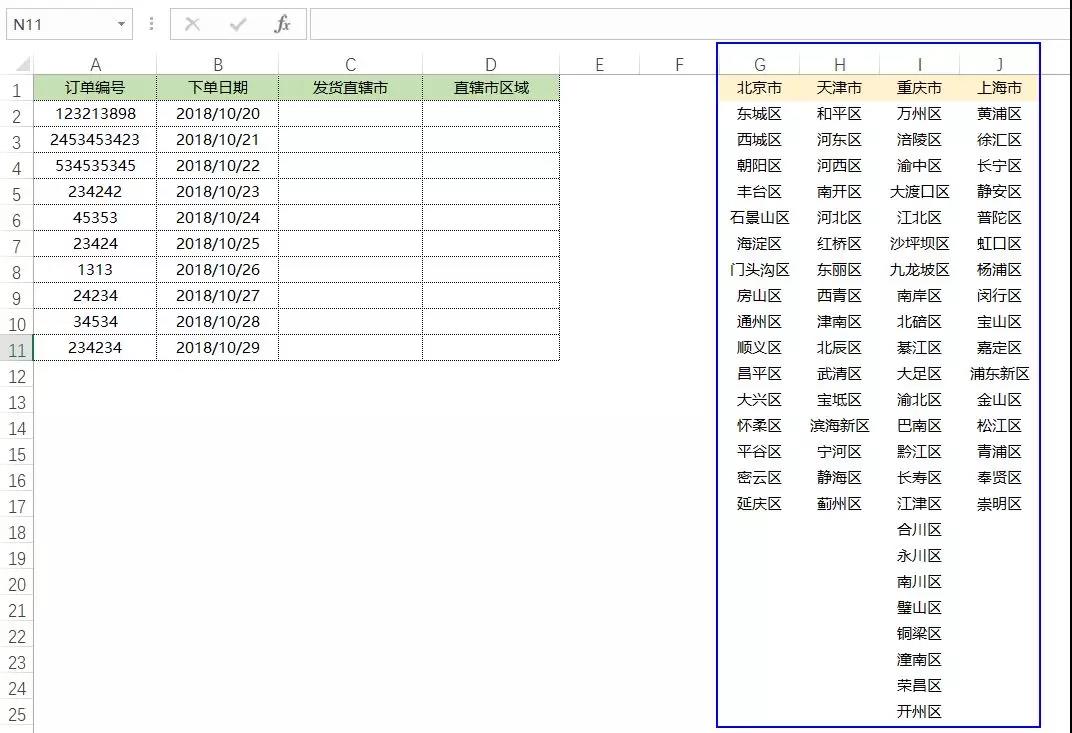 N11 fx
A B C D E F G H I J
1 订单编号 下单日期 发货直辖市 直辖市区域 北京市 天津市 重庆市 上海市
2 123213898 2018/10/20 东城区 和平区 万州区 黄浦区
3 2453453423 2018/10/21 西城区 河东区 涪陵区 徐汇区
4 534535345 2018/10/22 朝阳区 河西区 渝中区 长宁区
5 234242 2018/10/23 丰台区 南开区 大渡口区 静安区
6 45353 2018/10/24 石景山区 河北区 江北区 普陀区
7 23424 2018/10/25 海淀区 红桥区 沙坪坝区 虹口区
8 1313 2018/10/26 门头沟区 东丽区 九龙坡区 杨浦区
9 24234 2018/10/27 房山区 西青区 南岸区 闵行区
10 34534 2018/10/28 通州区 津南区 北碚区 宝山区
11 234234 2018/10/29 顺义区 北辰区 綦江区 嘉定区
12 昌平区 武清区 大足区 浦东新区
13 大兴区 宝坻区 渝北区 金山区
14 怀柔区 滨海新区 巴南区 松江区
15 平谷区 宁河区 黔江区 青浦区
16 密云区 静海区 长寿区 奉贤区
17 延庆区 蓟州区 江津区 崇明区
18 合川区
19 永川区
20 南川区
21 璧山区
22 铜梁区
23 潼南区
24 荣昌区
25 开州区